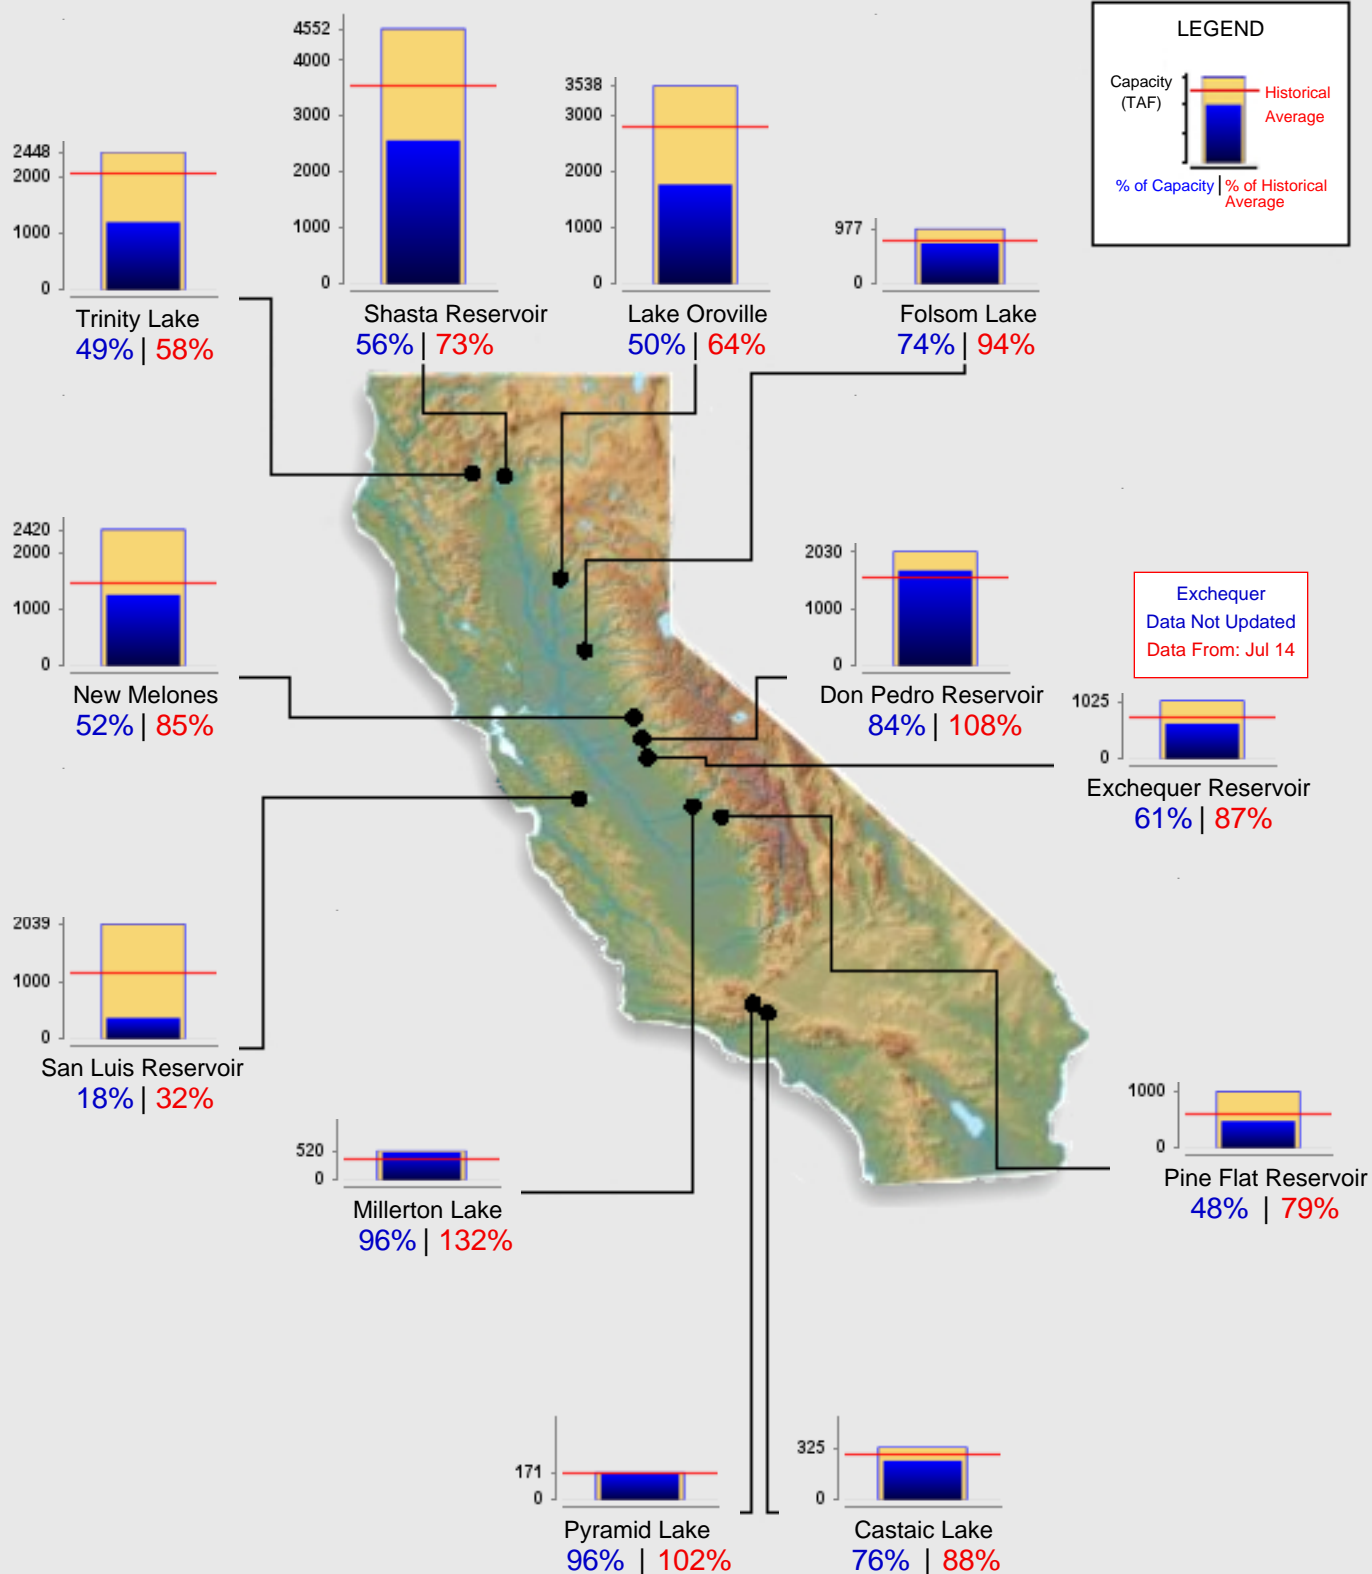 LEGEND
Capacity
(TAF)
Historical
Average
% of Capacity | % of Historical
Average
4552
4000
3000
2000
1000
0
Shasta Reservoir
56% | 73%
3538
3000
2000
1000
0
Lake Oroville
50% | 64%
2448
2000
1000
0
Trinity Lake
49% | 58%
977
0
Folsom Lake
74% | 94%
2420
2000
1000
0
New Melones
52% | 85%
2030
1000
0
Don Pedro Reservoir
84% | 108%
Exchequer
Data Not Updated
Data From: Jul 14
1025
0
Exchequer Reservoir
61% | 87%
2039
1000
0
San Luis Reservoir
18% | 32%
520
0
Millerton Lake
96% | 132%
1000
0
Pine Flat Reservoir
48% | 79%
171
0
Pyramid Lake
96% | 102%
325
0
Castaic Lake
76% | 88%